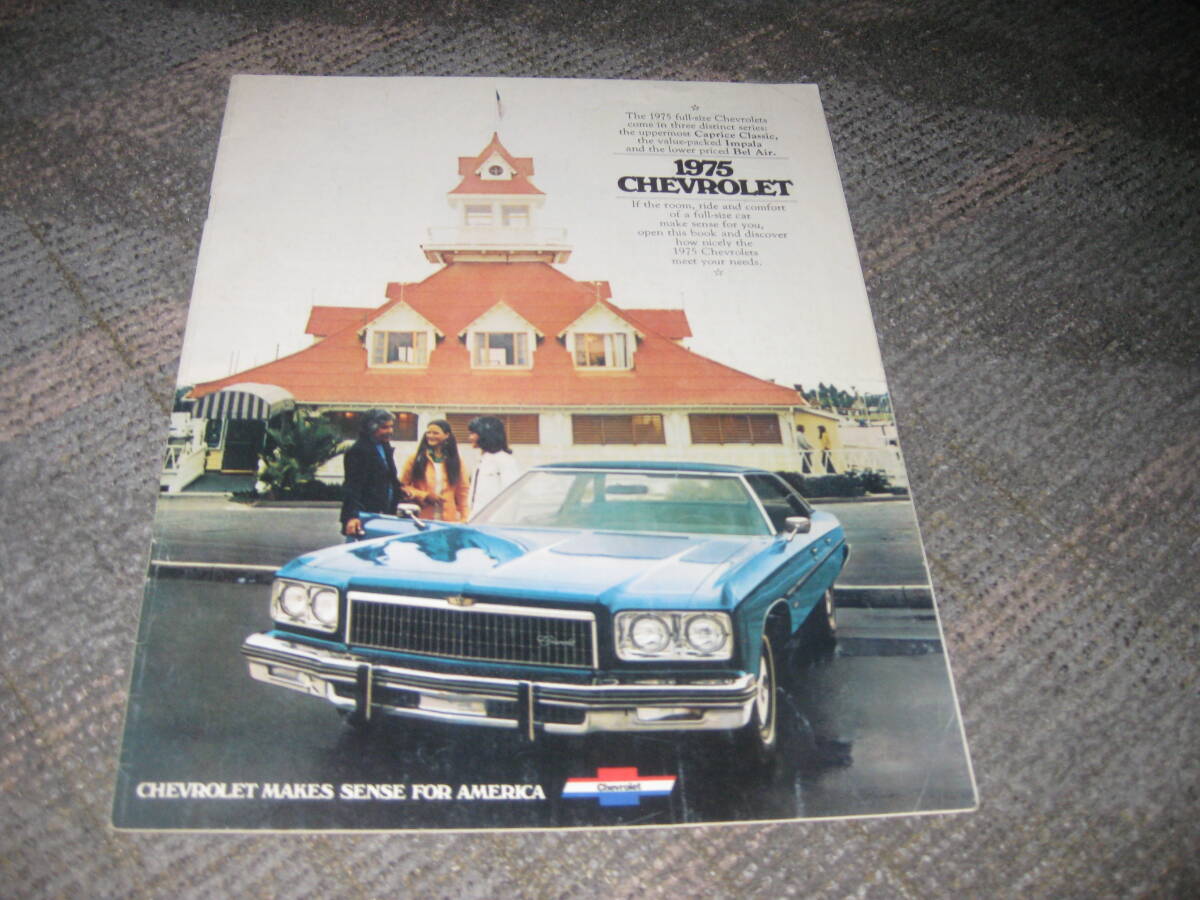 The 1975 full-size Chevrolets
come in three distinct series:
the uppermost Caprice Classic,
the value-packed Impala
and the lower priced Bel Air.
1975
CHEVROLET
If the room, ride and comfort
of a full-size car
make sense for you,
open this book and discover
how nicely the
1975 Chevrolets
meet your needs.
Chevrolet
CHEVROLET MAKES SENSE FOR AMERICA
Chevrolet